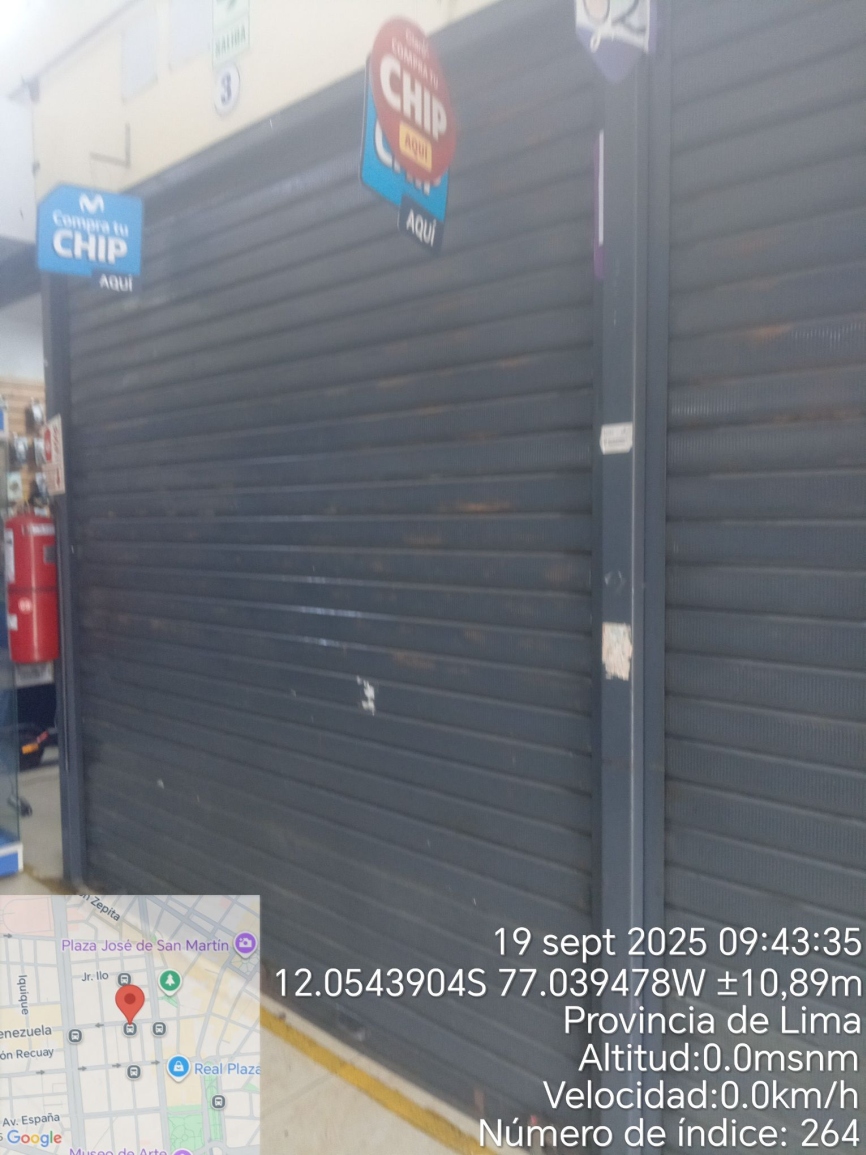 SALIDA
3
COMPRA TU
CHIP
AQUÍ
AQUÍ
Compra tu
CHIP
AQUÍ
19 sept 2025 09:43:35
12.0543904S 77.039478W ±10,89m
Provincia de Lima
Altitud:0.0msnm
Velocidad:0.0km/h
Número de índice: 264
Zepita
Plaza José de San Martín
Jr. Ilo
Iquique
enezuela
ón Recuay
Real Plaza
Av. España
Google
Museo de Arte